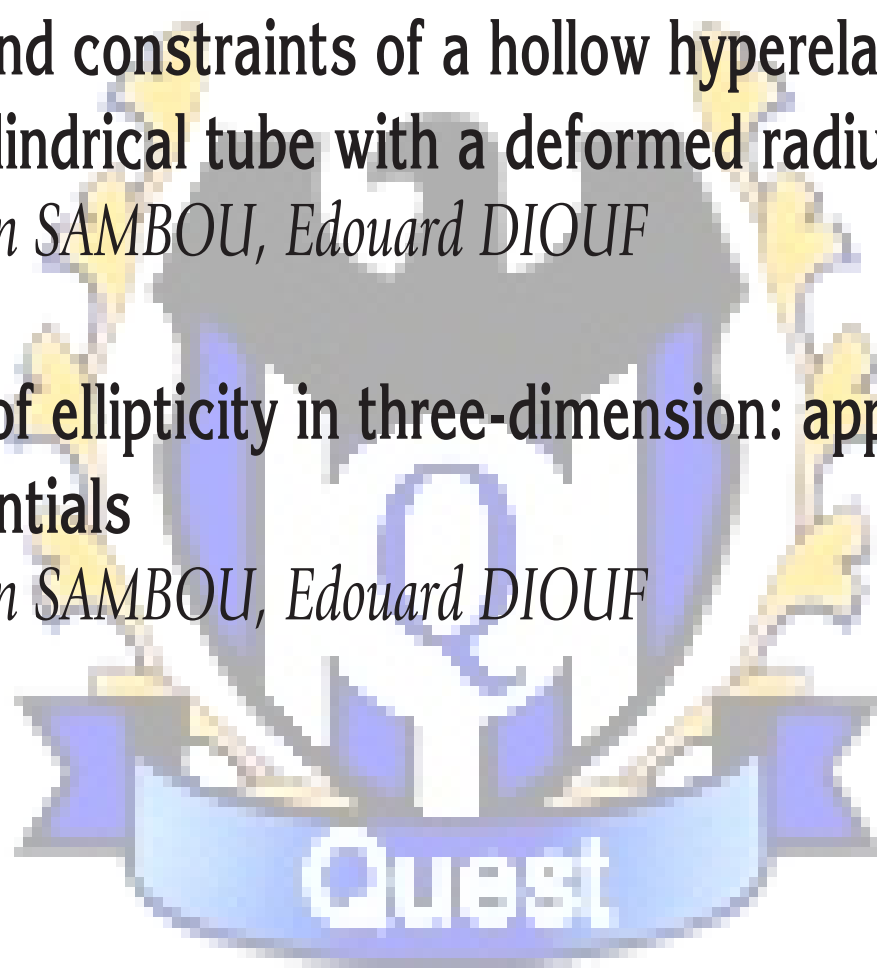 nd constraints of a hollow hyperela
lindrical tube with a deformed radiu
n SAMBOU, Edouard DIOUF
of ellipticity in three-dimension: app
ntials
n SAMBOU, Edouard DIOUF
Q
Quest